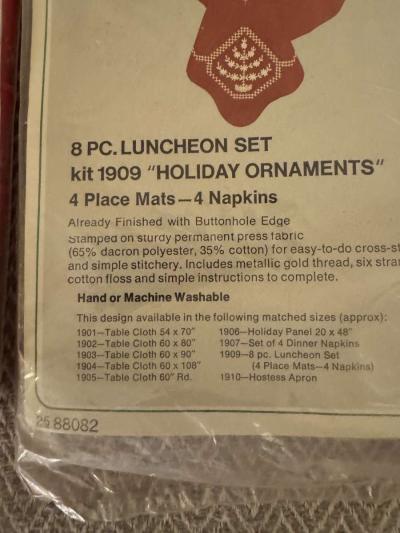 8 PC. LUNCHEON SET
kit 1909 "HOLIDAY ORNAMENTS"
4 Place Mats—4 Napkins
Already Finished with Buttonhole Edge
Stamped on sturdy permanent press fabric
(65% dacron polyester, 35% cotton) for easy-to-do cross-st
and simple stitchery. Includes metallic gold thread, six stran
cotton floss and simple instructions to complete.
Hand or Machine Washable
This design available in the following matched sizes (approx):
1901—Table Cloth 54 x 70"
1902—Table Cloth 60 x 80"
1903—Table Cloth 60 x 90"
1904—Table Cloth 60 x 108"
1905—Table Cloth 60" Rd.
1906—Holiday Panel 20 x 48"
1907—Set of 4 Dinner Napkins
1909—8 pc. Luncheon Set
(4 Place Mats—4 Napkins)
1910—Hostess Apron
25 88082